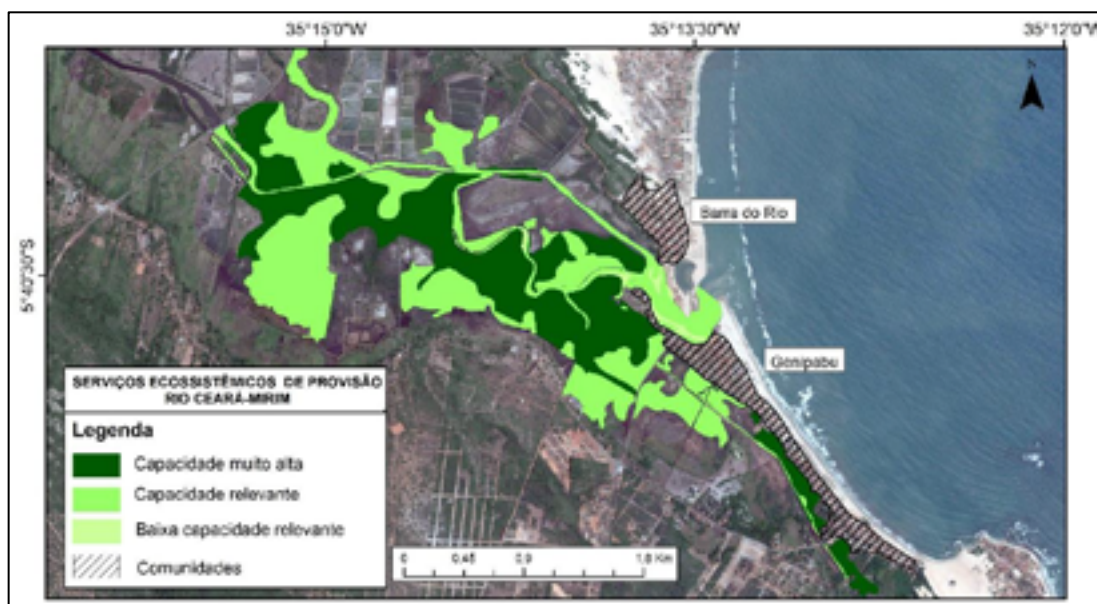 35°15'0"W
35°13'30"W
35°12'0"W
5°40'30"S
Barra do Rio
Genipabu
SERVIÇOS ECOSSISTÊMICOS DE PROVISÃO
RIO CEARÁ-MIRIM
Legenda
Capacidade muito alta
Capacidade relevante
Baixa capacidade relevante
Comunidades
0 0,45 0,9 1,8 Km